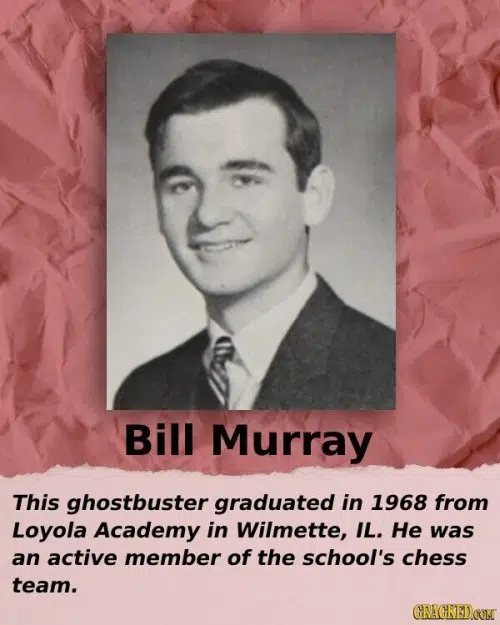 Bill Murray
This ghostbuster graduated in 1968 from
Loyola Academy in Wilmette, IL. He was
an active member of the school's chess
team.
CRACKED.COM